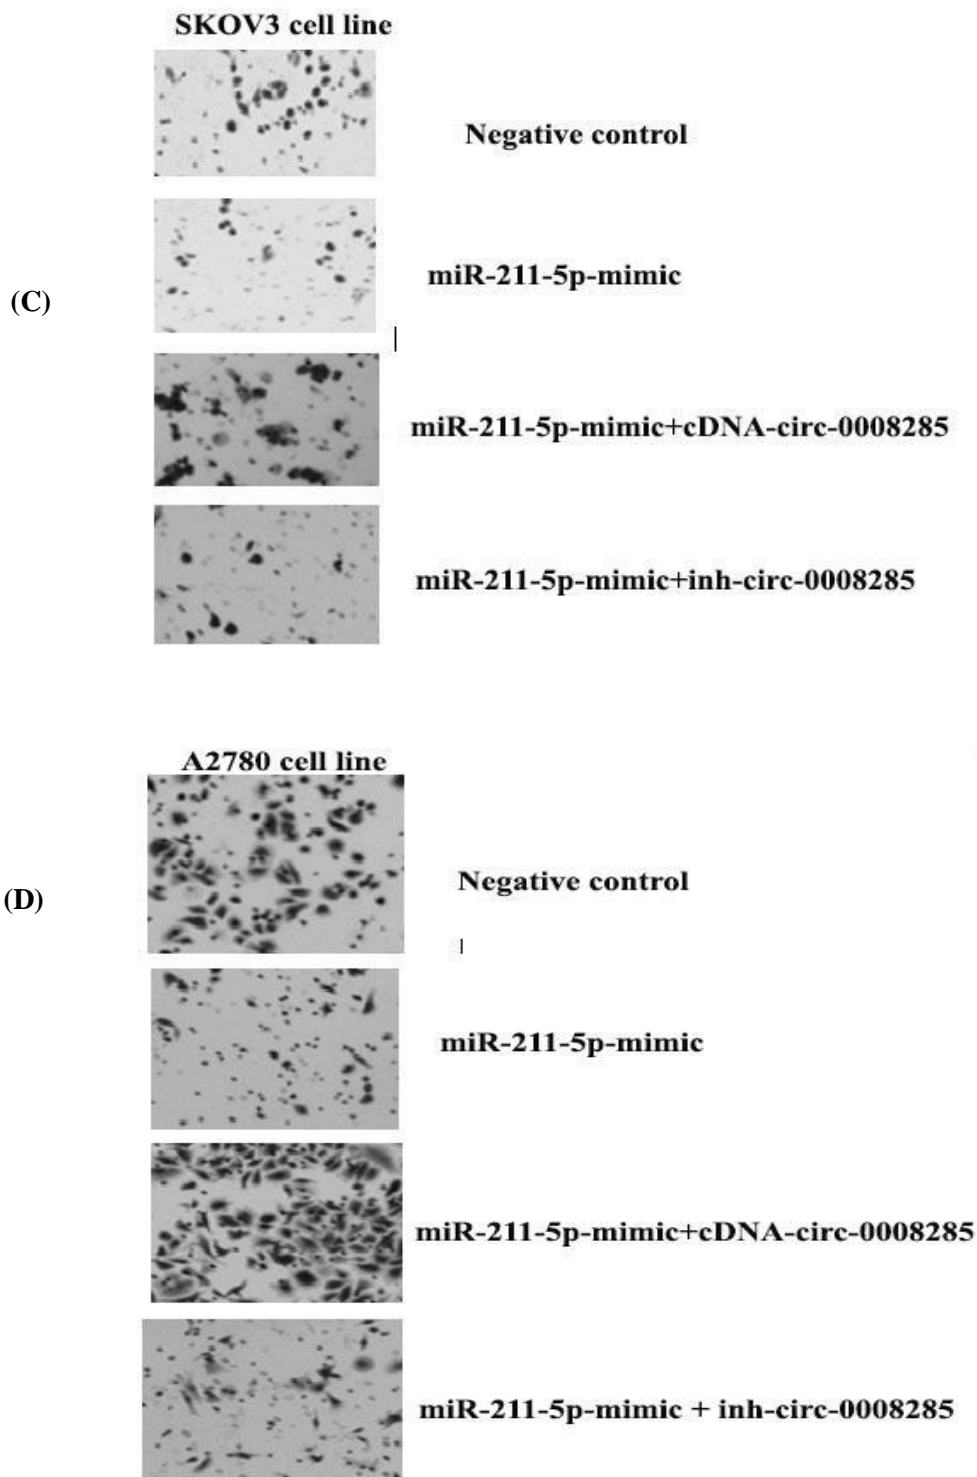 SKOV3 cell line
Negative control
miR-211-5p-mimic
(C)
miR-211-5p-mimic+cDNA-circ-0008285
miR-211-5p-mimic+inh-circ-0008285
A2780 cell line
Negative control
(D)
miR-211-5p-mimic
miR-211-5p-mimic+cDNA-circ-0008285
miR-211-5p-mimic + inh-circ-0008285